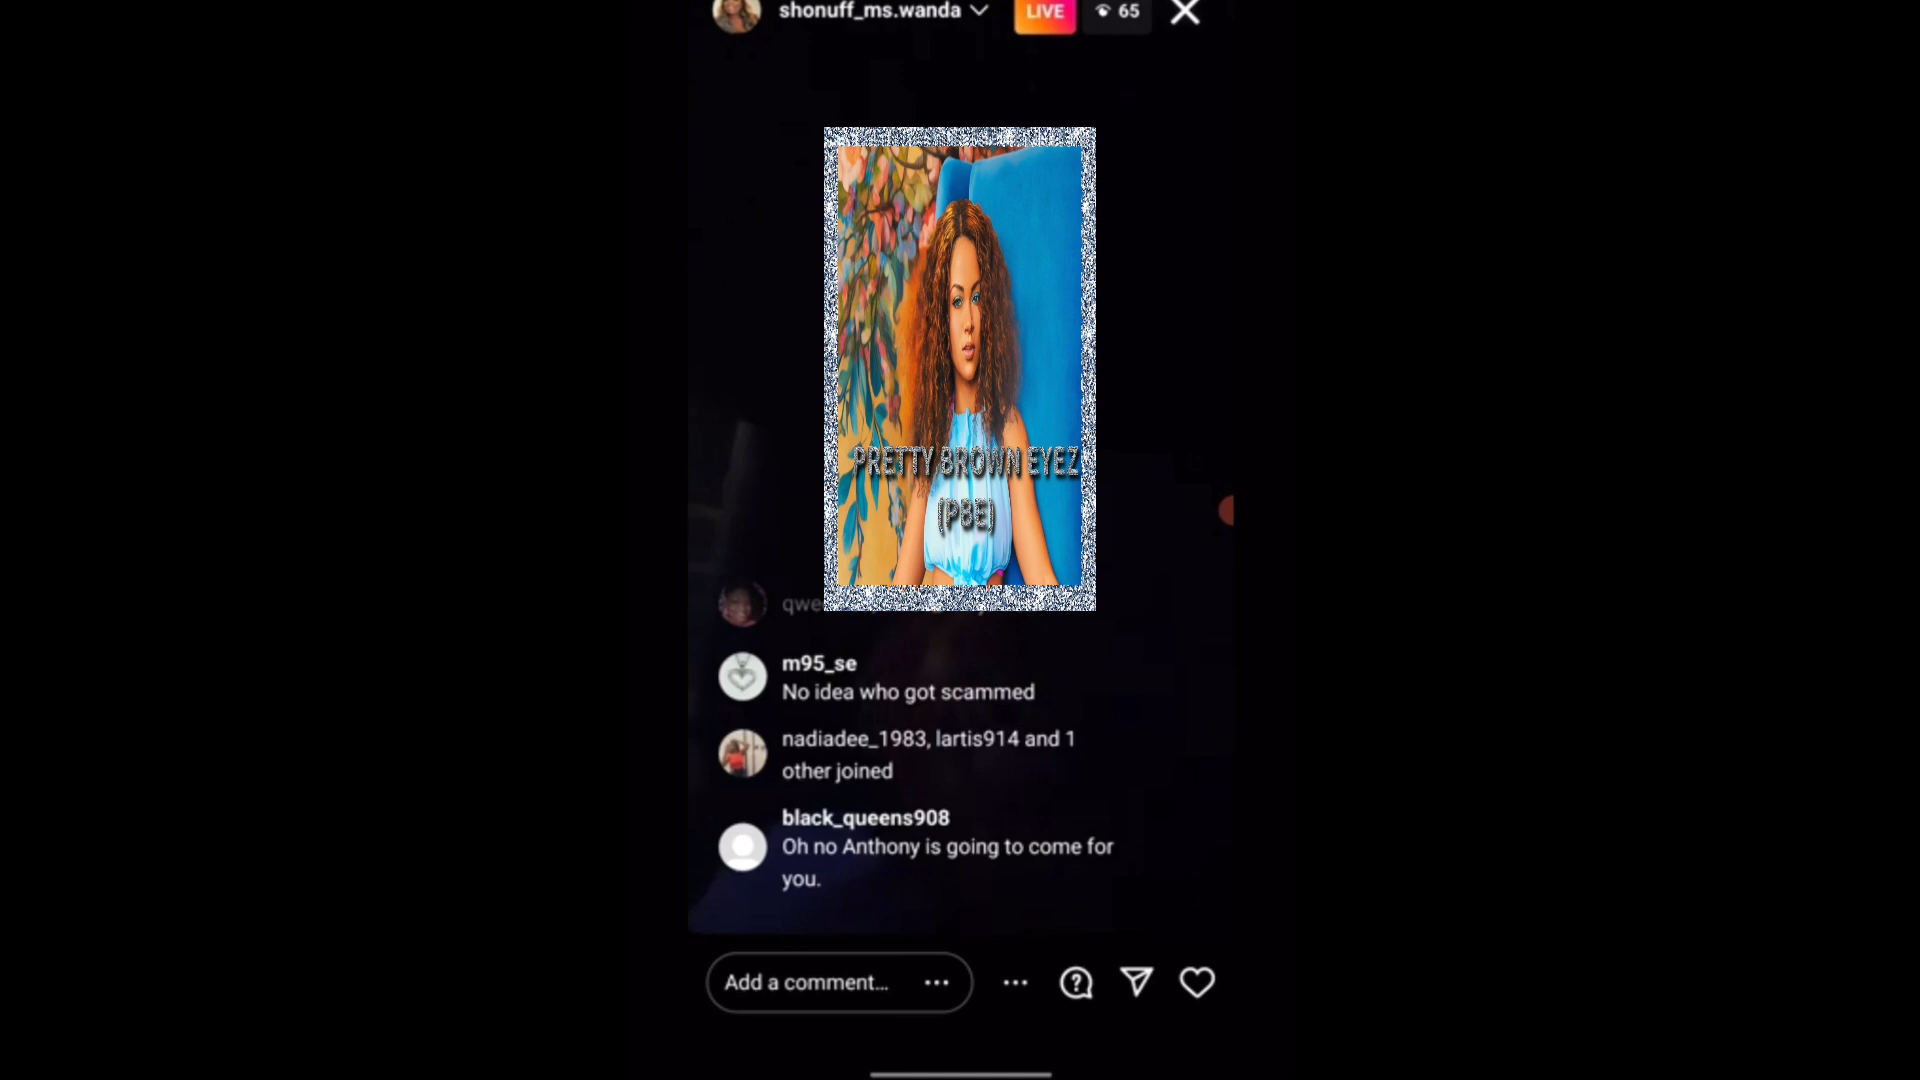 shonuff_ms.wanda
LIVE
65
PRETTY BROWN EYEZ
(PBE)
m95_se
No idea who got scammed
nadiadee_1983, lartis914 and 1
other joined
black_queens908
Oh no Anthony is going to come for
you.
Add a comment...